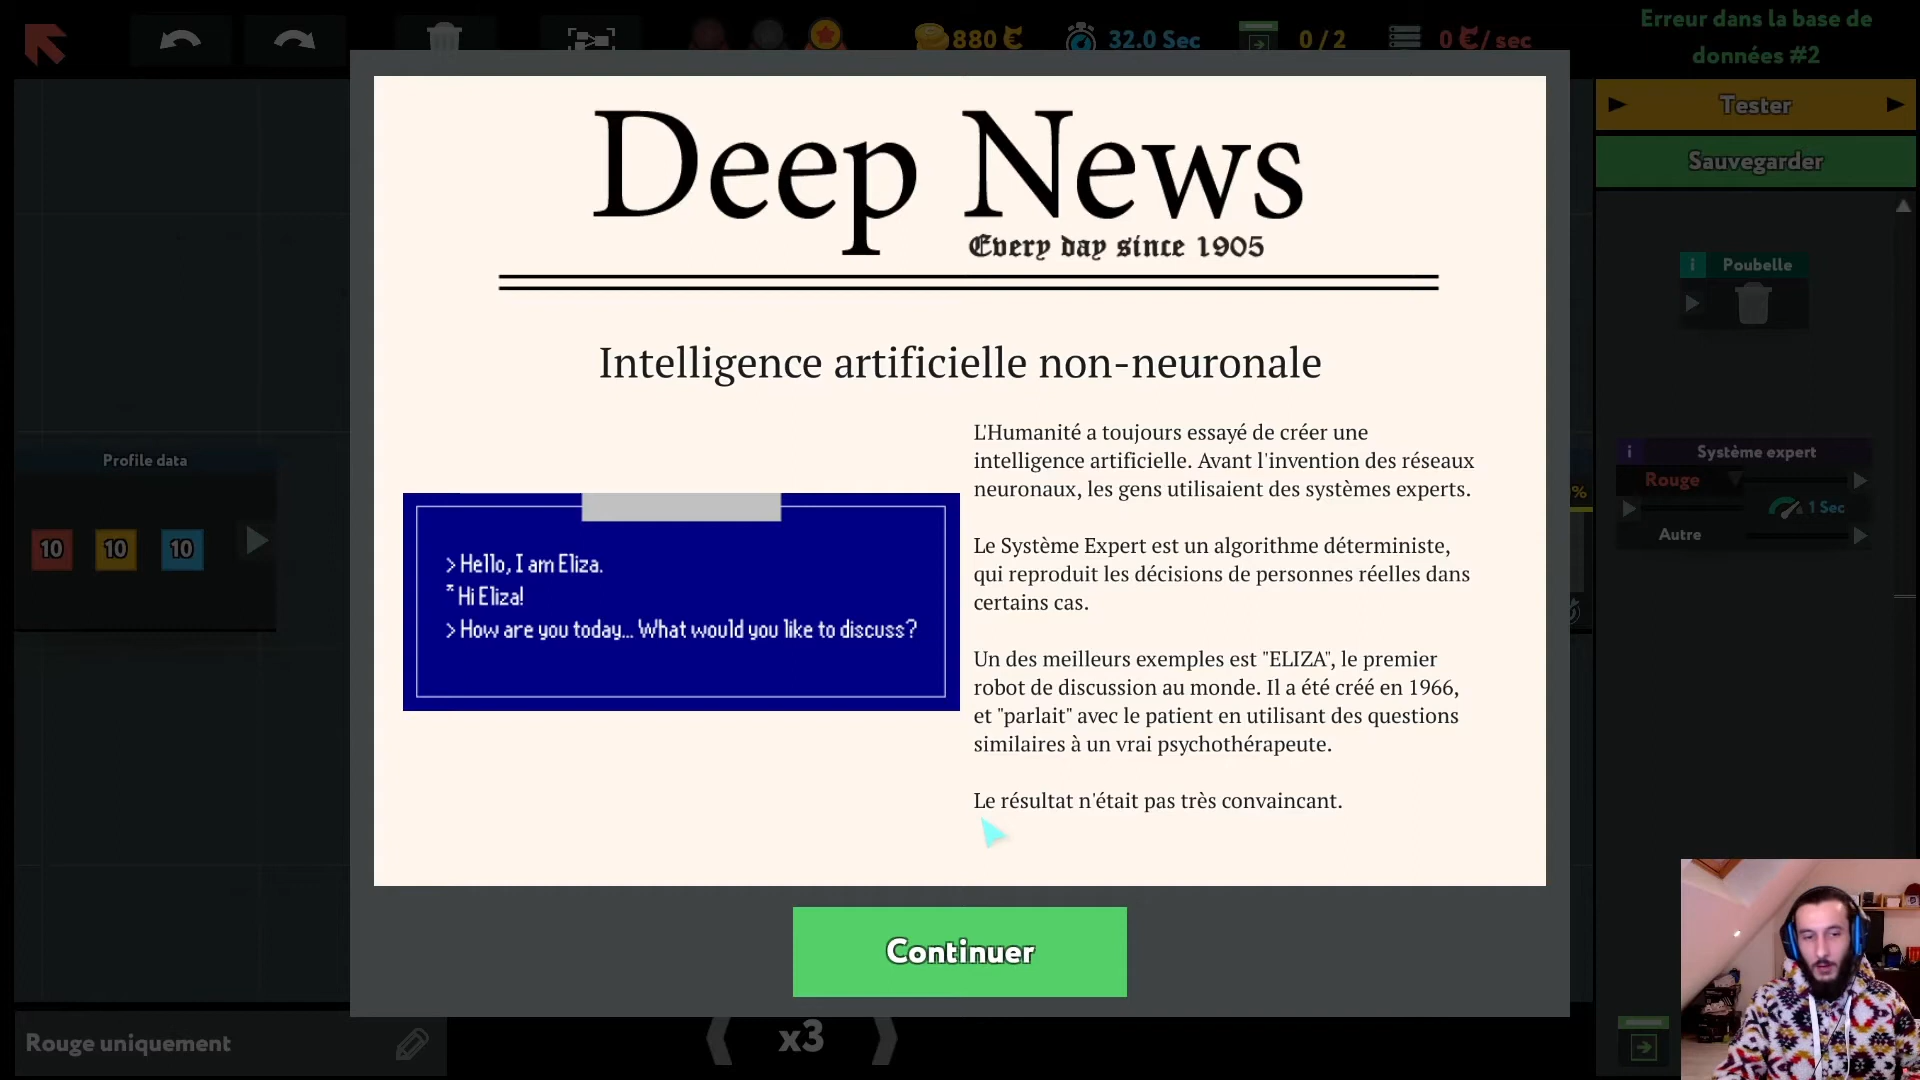 880 €
32.0 Sec
0 / 2
0 €/ sec
Erreur dans la base de
données #2
Tester
Sauvegarder
Deep News
Every day since 1905
Intelligence artificielle non-neuronale
L'Humanité a toujours essayé de créer une
intelligence artificielle. Avant l'invention des réseaux
neuronaux, les gens utilisaient des systèmes experts.
Le Système Expert est un algorithme déterministe,
qui reproduit les décisions de personnes réelles dans
certains cas.
Un des meilleurs exemples est "ELIZA", le premier
robot de discussion au monde. Il a été créé en 1966,
et "parlait" avec le patient en utilisant des questions
similaires à un vrai psychothérapeute.
Le résultat n'était pas très convaincant.
>Hello, I am Eliza.
*Hi Eliza!
>How are you today... What would you like to discuss?
Continuer
Profile data
10 10 10
i Poubelle
%
i Système expert
Rouge
1 Sec
Autre
Rouge uniquement
x3